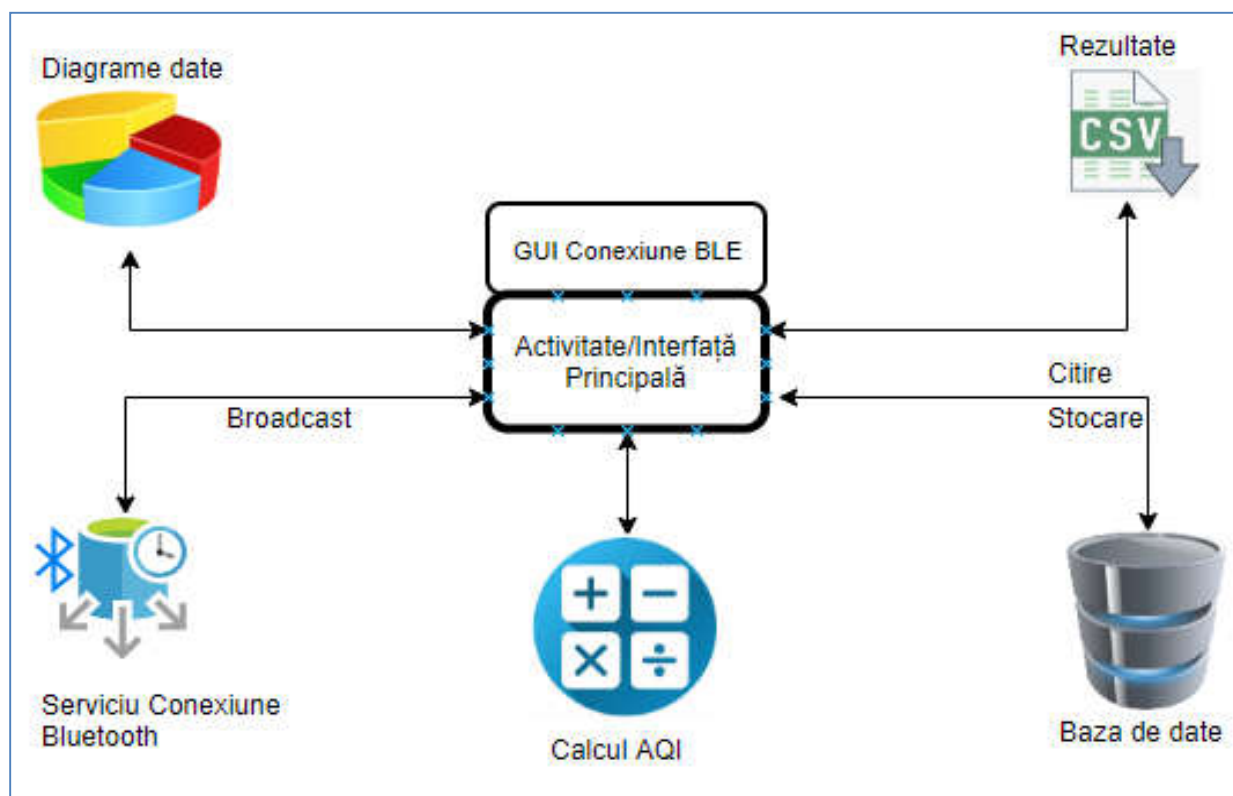 Diagrame date
Rezultate
CSV
GUI Conexiune BLE
Activitate/Interfață
Principală
Broadcast
Citire
Stocare
Serviciu Conexiune
Bluetooth
Calcul AQI
Baza de date